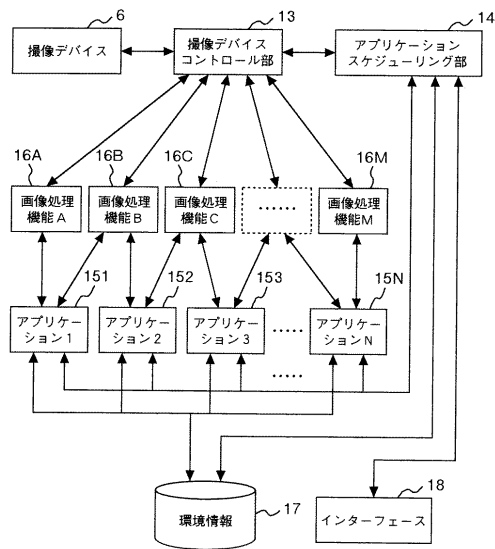 6
13
14
撮像デバイス
撮像デバイス
コントロール部
アプリケーション
スケジューリング部
16A
16B
16C
16M
画像処理
機能A
画像処理
機能B
画像処理
機能C
……
画像処理
機能M
151
152
153
15N
アプリケー
ション1
アプリケー
ション2
アプリケー
ション3
……
アプリケー
ションN
……
環境情報
17
18
インターフェース